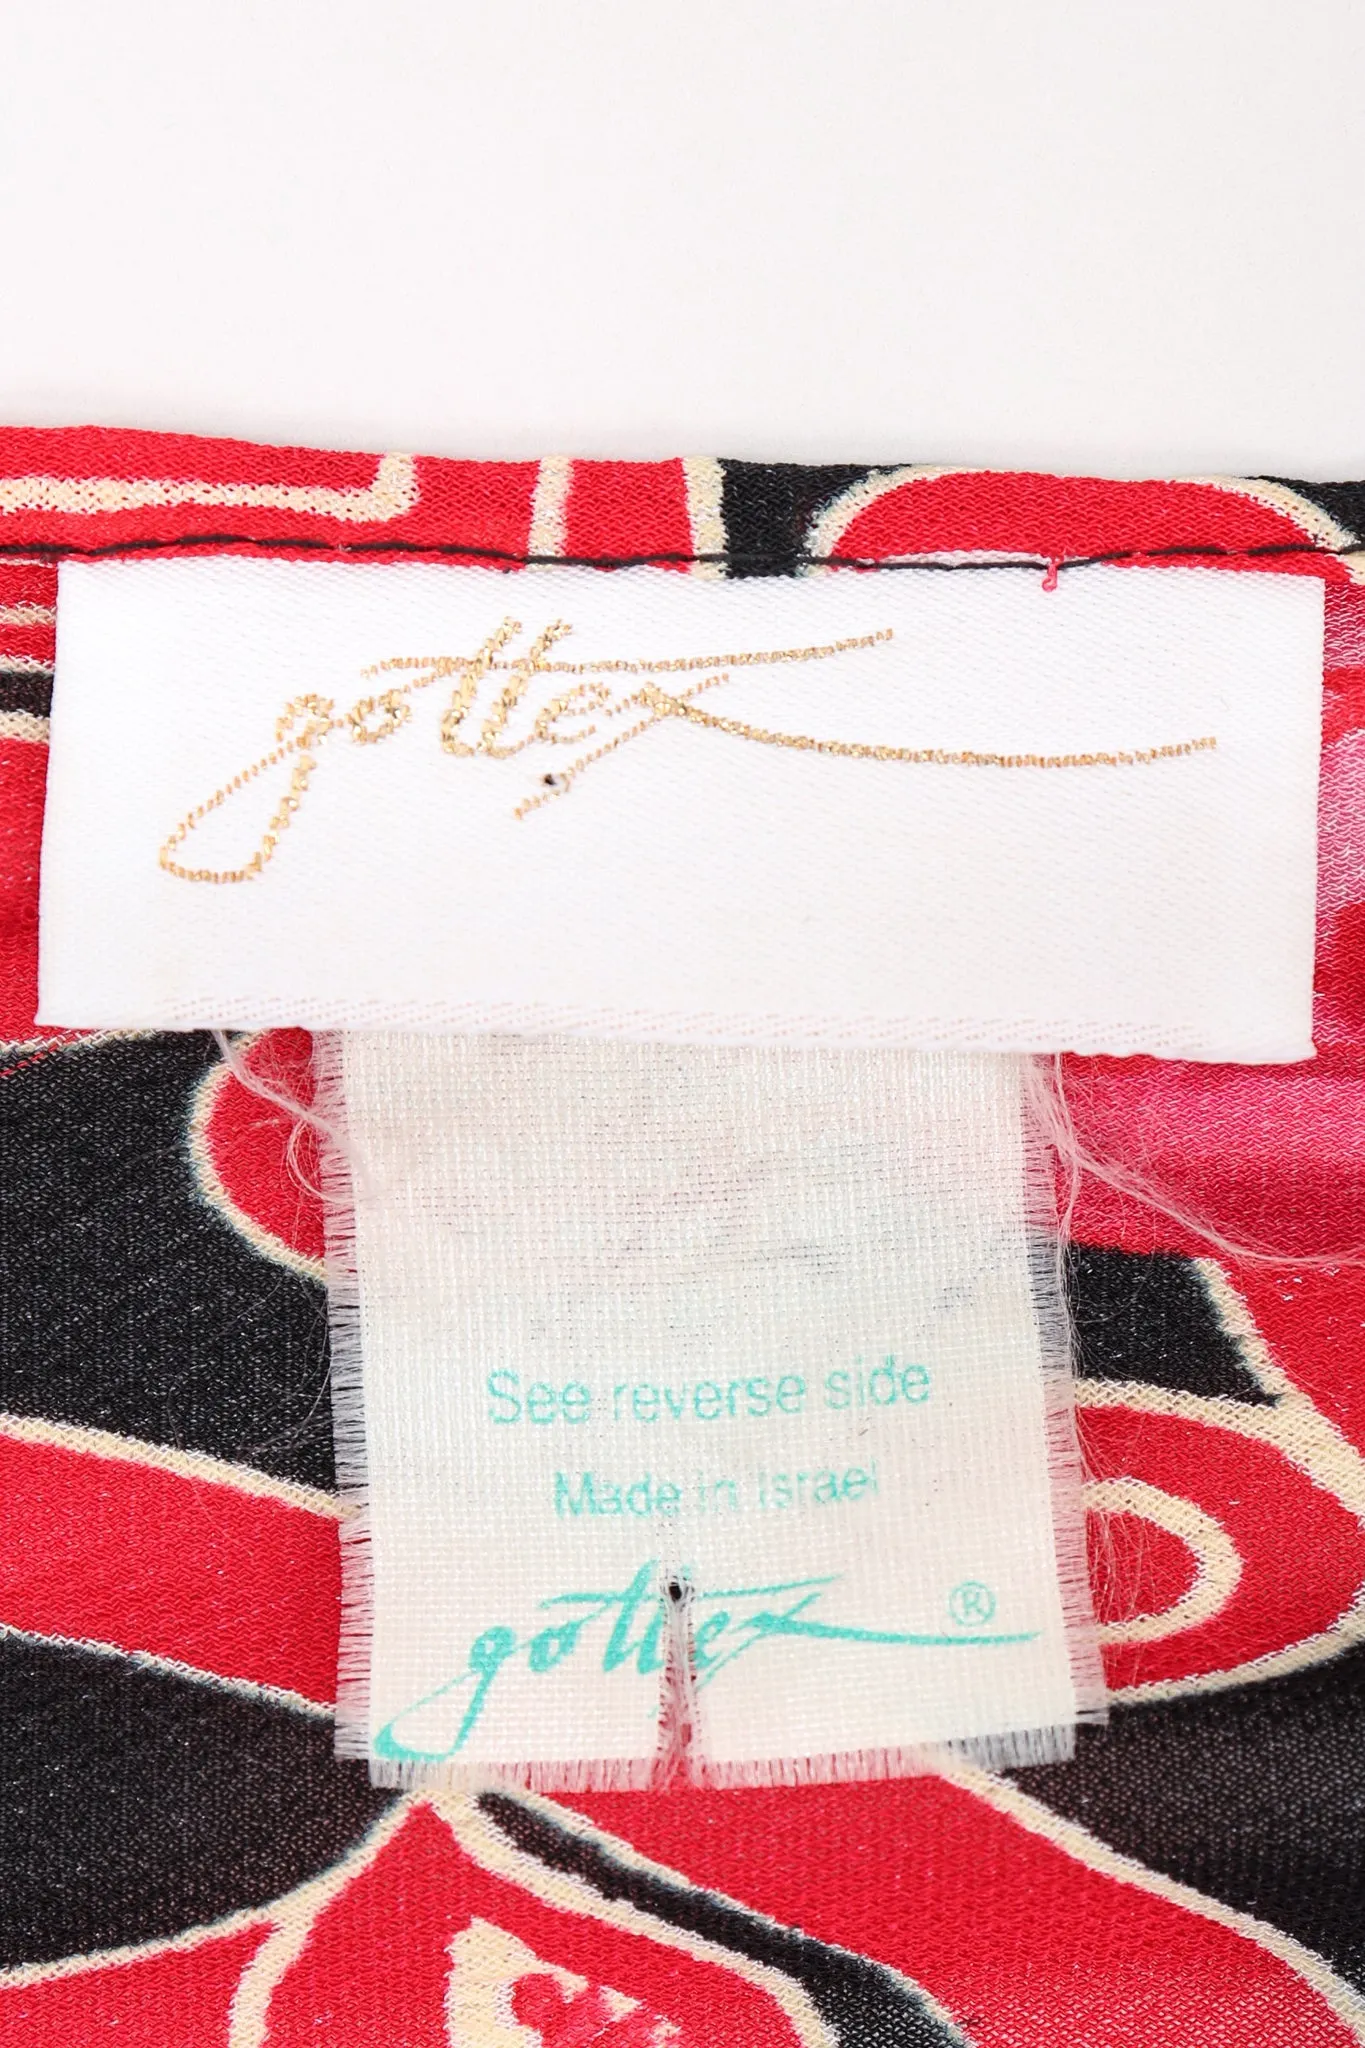 gottex
See reverse side
Made in Israel
gottex ®